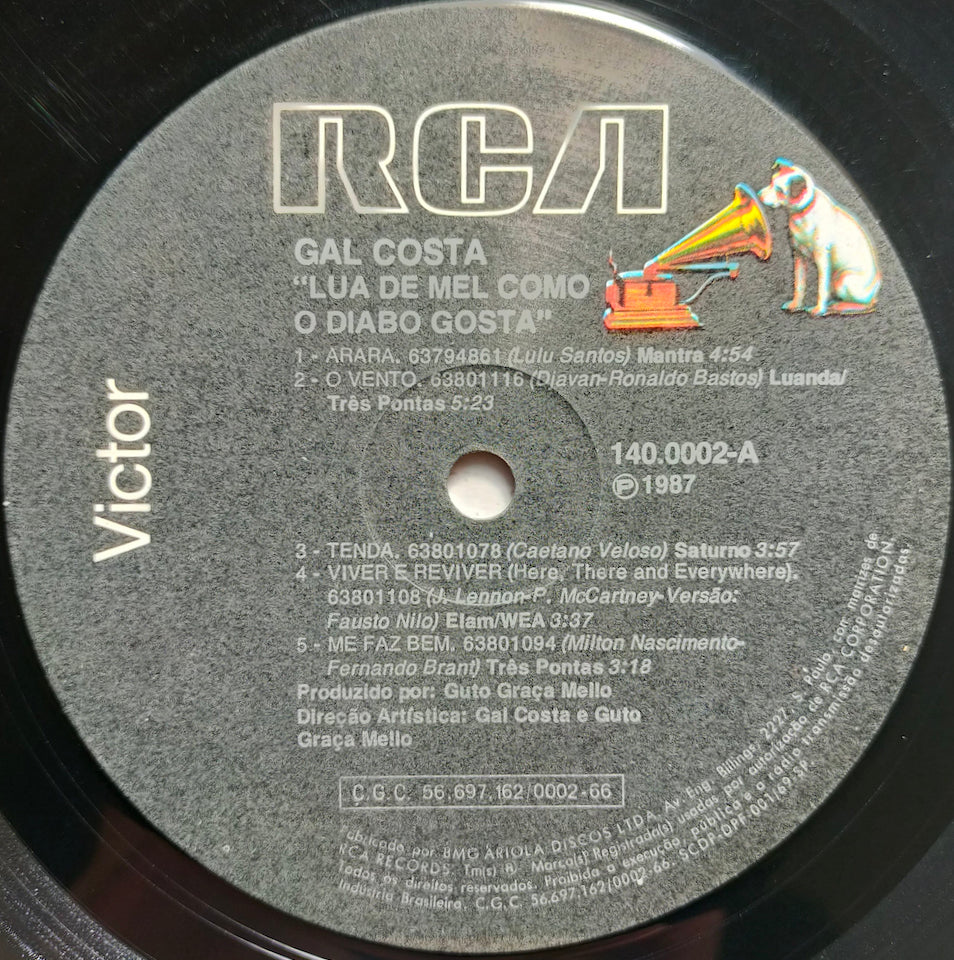 RCA
GAL COSTA
"LUA DE MEL COMO
O DIABO GOSTA"
1 - ARARA. 63794861 (Lulu Santos) Mantra 4:54
2 - O VENTO. 63801116 (Djavan-Ronaldo Bastos) Luanda/
Três Pontas 5:23
Victor
140.0002-A
Ⓟ 1987
3 - TENDA. 63801078 (Caetano Veloso) Saturno 3:57
4 - VIVER E REVIVER (Here, There and Everywhere).
63801108 (J. Lennon-P. McCartney-Versão:
Fausto Nilo) Elam/WEA 3:37
5 - ME FAZ BEM. 63801094 (Milton Nascimento-
Fernando Brant) Três Pontas 3:18
Produzido por: Guto Graça Mello
Direção Artística: Gal Costa e Guto
Graça Mello
C.G.C. 56.697.162/0002-66
Fabricado por BMG ARIOLA DISCOS LTDA. Av. Eng. Billings, 2227, S. Paulo, com matrizes de
RCA RECORDS. Tm(s) ® Marca(s) Registrada(s) usadas por autorização de RCA CORPORATION.
Todos os direitos reservados. Proibida a execução pública e a radio transmissão desautorizadas.
Indústria Brasileira. C.G.C. 56.697.162/0002-66. SCDP-DPF-001/69.SP.